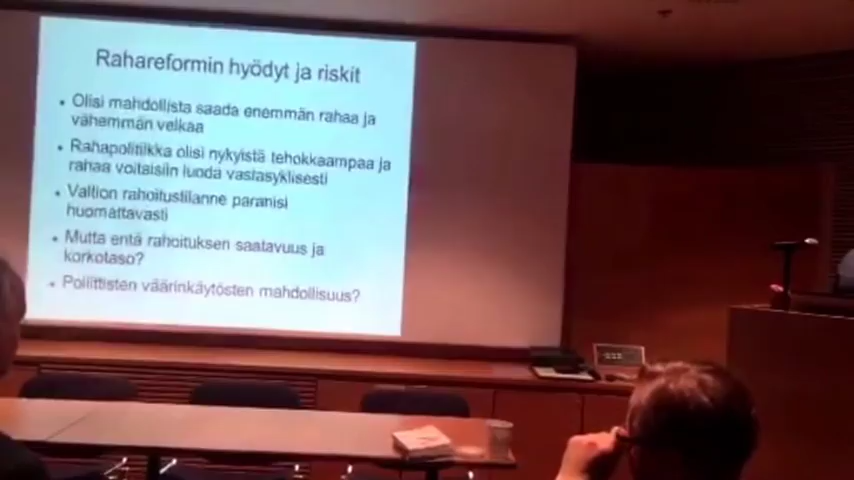 Rahareformin hyödyt ja riskit
• Olisi mahdollista saada enemmän rahaa ja
vähemmän velkaa
• Rahapolitiikka olisi nykyistä tehokkaampaa ja
rahaa voitaisiin luoda vastasyklisesti
• Valtion rahoitustilanne paranisi
huomattavasti
• Mutta entä rahoituksen saatavuus ja
korkotaso?
• Poliittisten väärinkäytösten mahdollisuus?